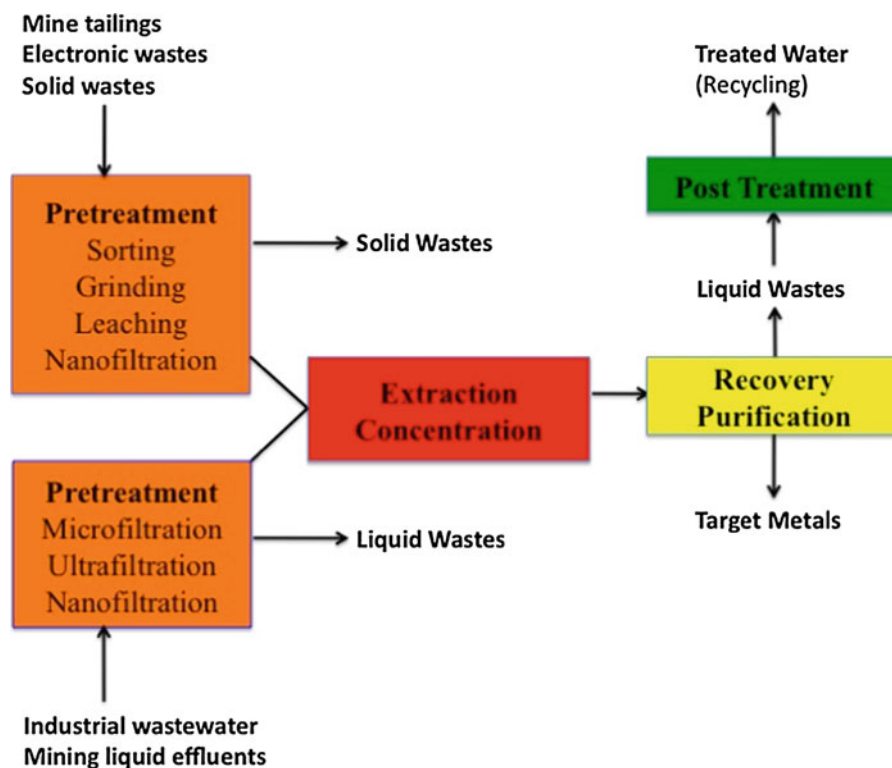 Mine tailings
Electronic wastes
Solid wastes
Pretreatment
Sorting
Grinding
Leaching
Nanofiltration
Solid Wastes
Pretreatment
Microfiltration
Ultrafiltration
Nanofiltration
Liquid Wastes
Industrial wastewater
Mining liquid effluents
Extraction
Concentration
Treated Water
(Recycling)
Post Treatment
Liquid Wastes
Recovery
Purification
Target Metals